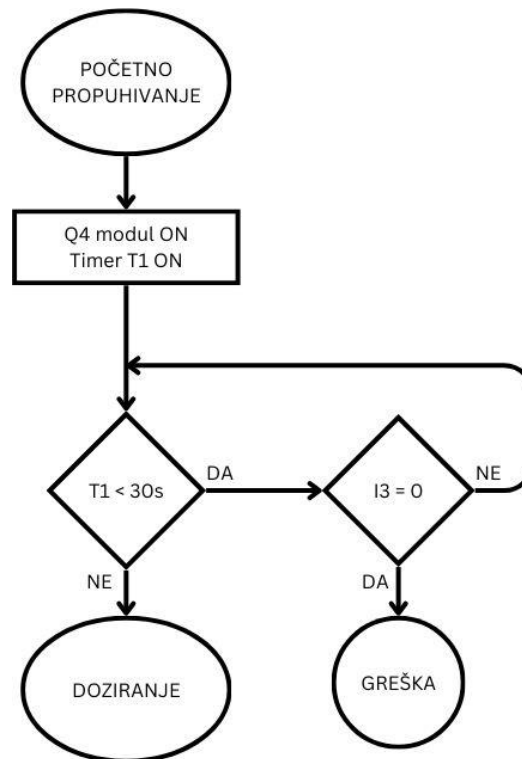 POČETNO
PROPUHIVANJE
Q4 modul ON
Timer T1 ON
T1 < 30s
DA
I3 = 0
NE
NE
DA
DOZIRANJE
GREŠKA